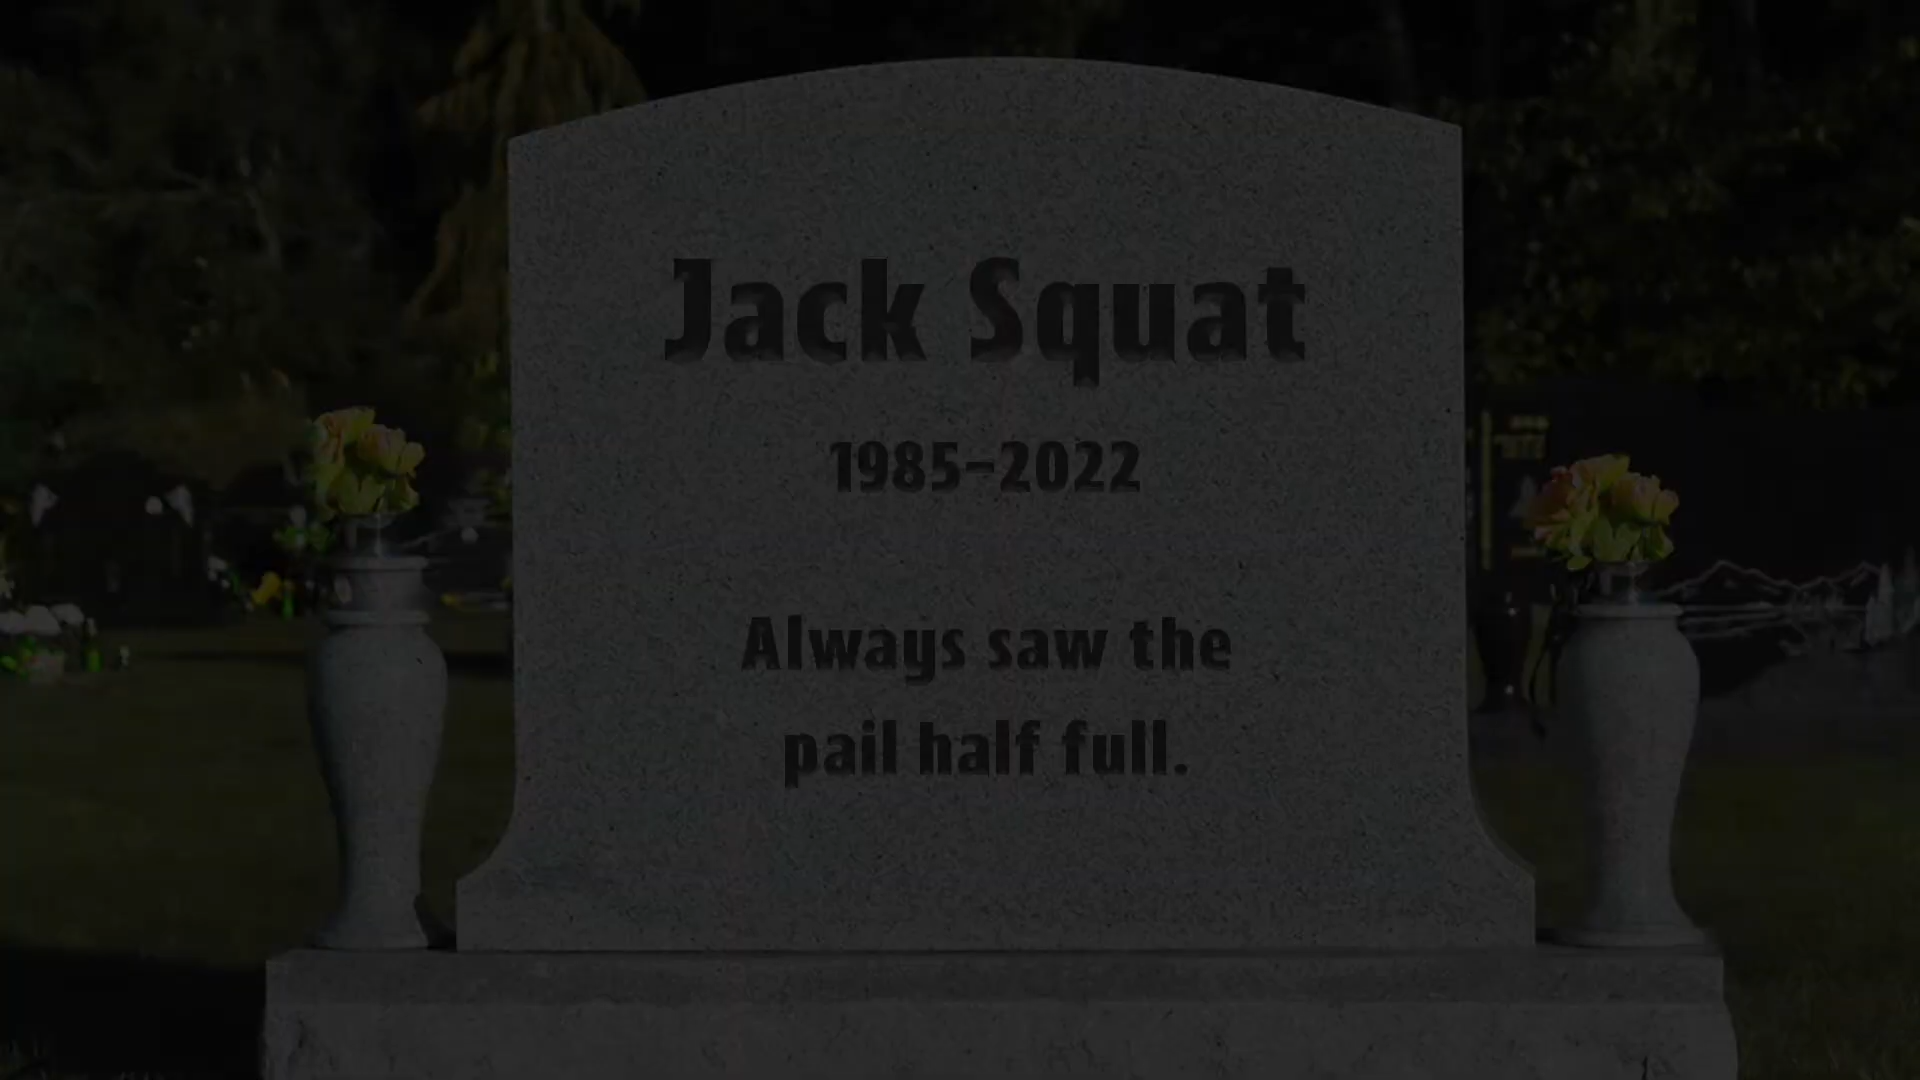 Jack Squat
1985-2022
Always saw the
pail half full.